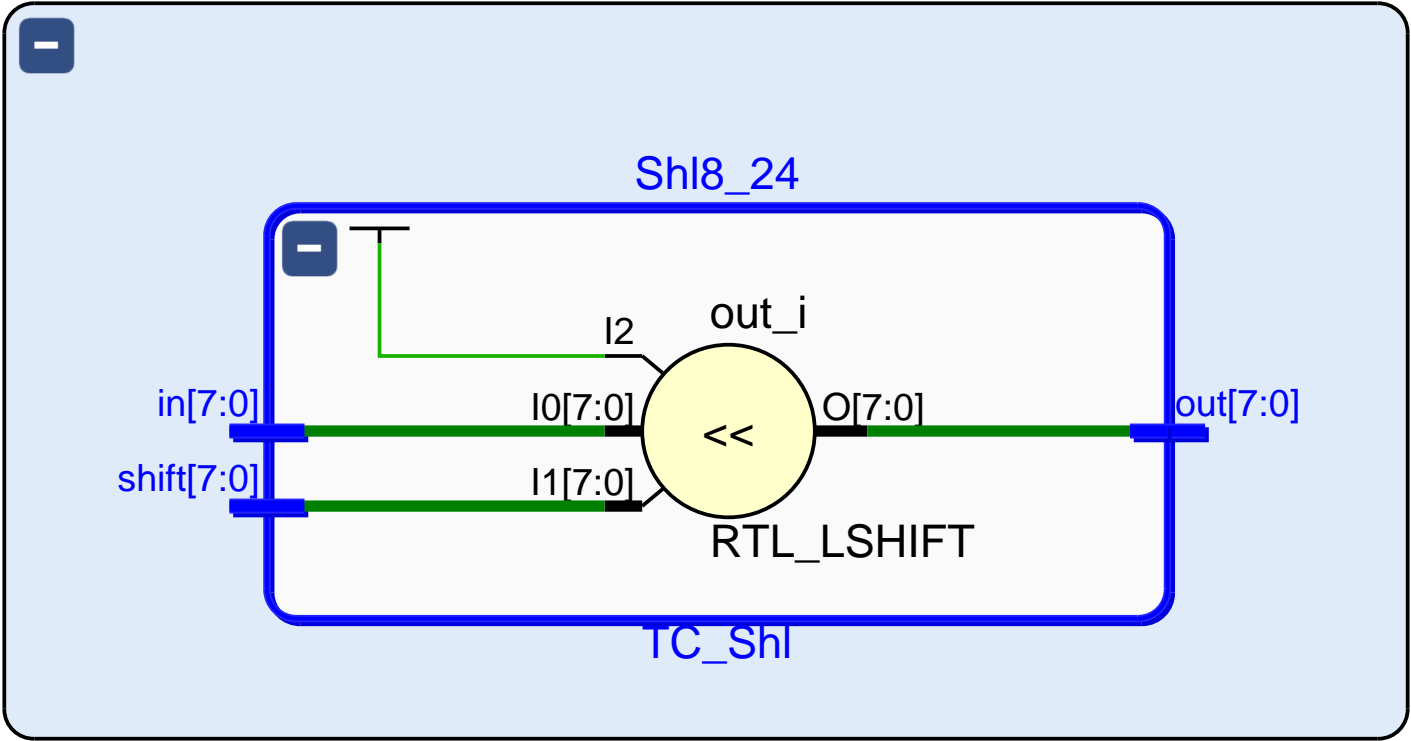 Shl8_24
out_i
I2
in[7:0]
I0[7:0]
O[7:0]
out[7:0]
<<
shift[7:0]
I1[7:0]
RTL_LSHIFT
TC_Shl